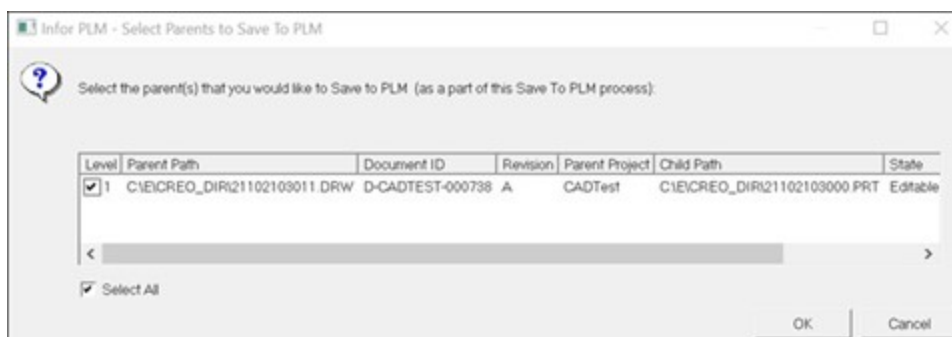 Infor PLM - Select Parents to Save To PLM
Select the parent(s) that you would like to Save to PLM (as a part of this Save To PLM process):
Level Parent Path Document ID Revision Parent Project Child Path State
1 C:\E\CREO_DIR\21102103011.DRW D-CADTEST-000738 A CADTest C:\E\CREO_DIR\21102103000.PRT Editable
Select All
OK Cancel